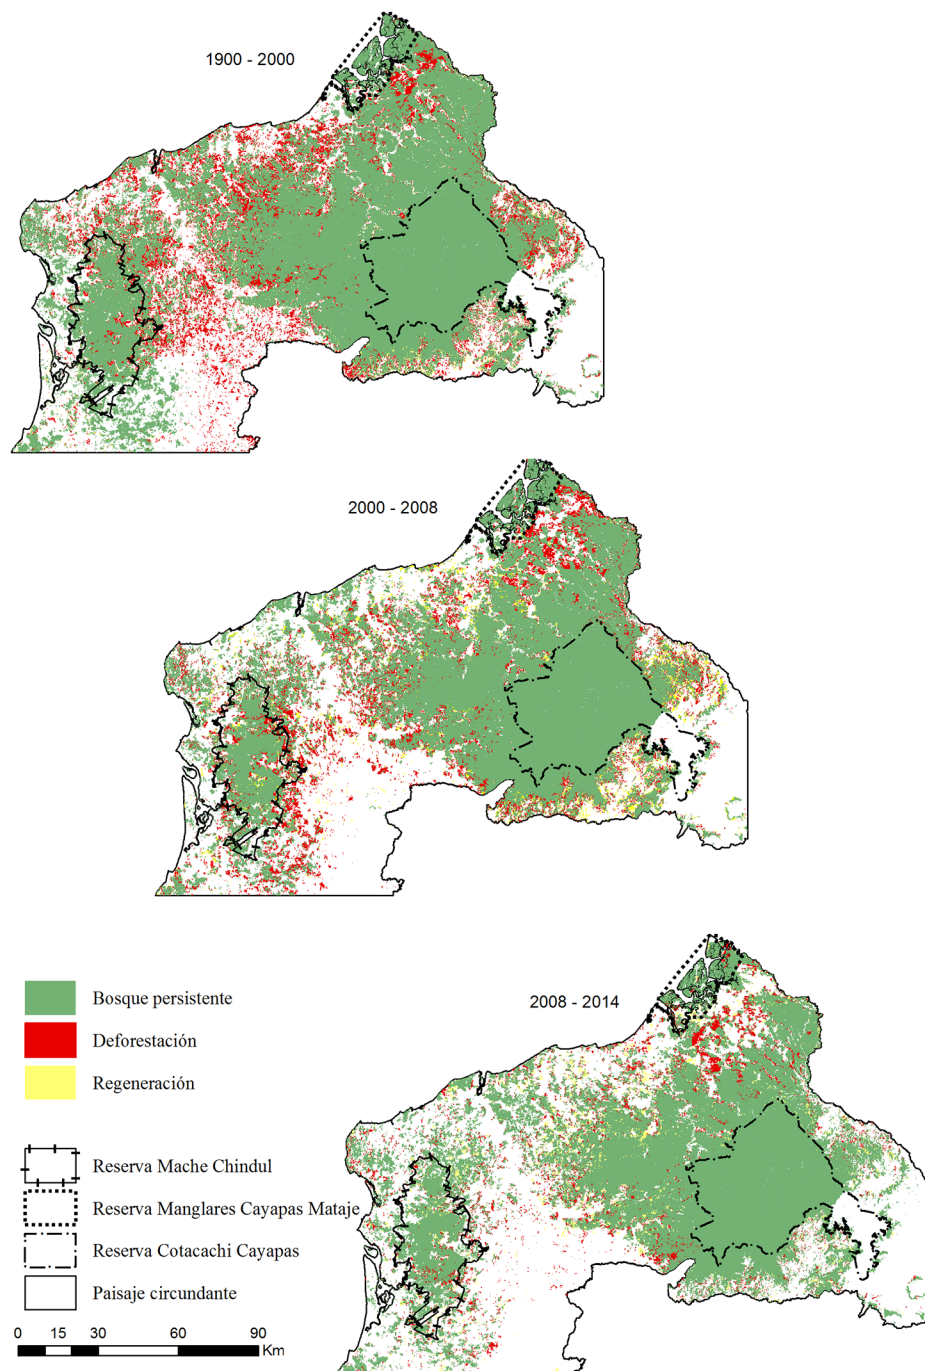 1900 - 2000
2000 - 2008
2008 - 2014
Bosque persistente
Deforestación
Regeneración
Reserva Mache Chindul
Reserva Manglares Cayapas Mataje
Reserva Cotacachi Cayapas
Paisaje circundante
0 15 30 60 90
Km